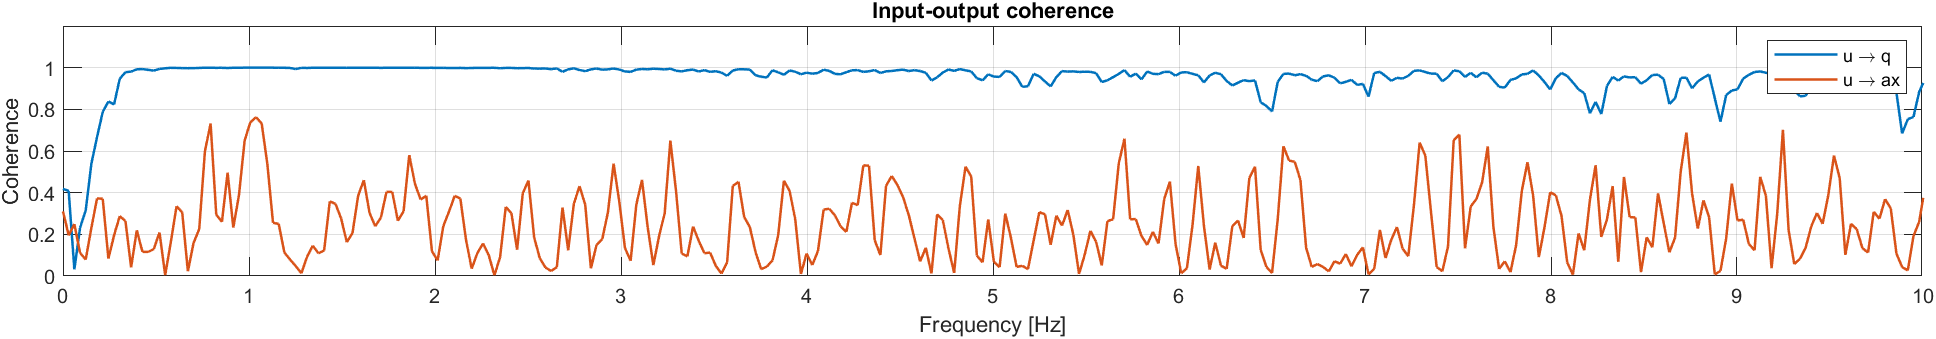 Input-output coherence
Coherence
1
0.8
0.6
0.4
0.2
0
0 1 2 3 4 5 6 7 8 9 10
Frequency [Hz]
u → q
u → ax